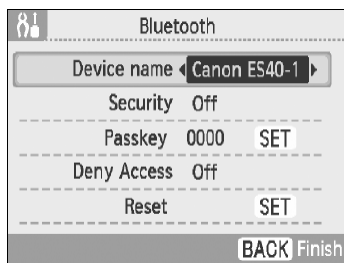 Bluetooth
Device name Canon ES40-1
Security Off
Passkey 0000 SET
Deny Access Off
Reset SET
BACK Finish